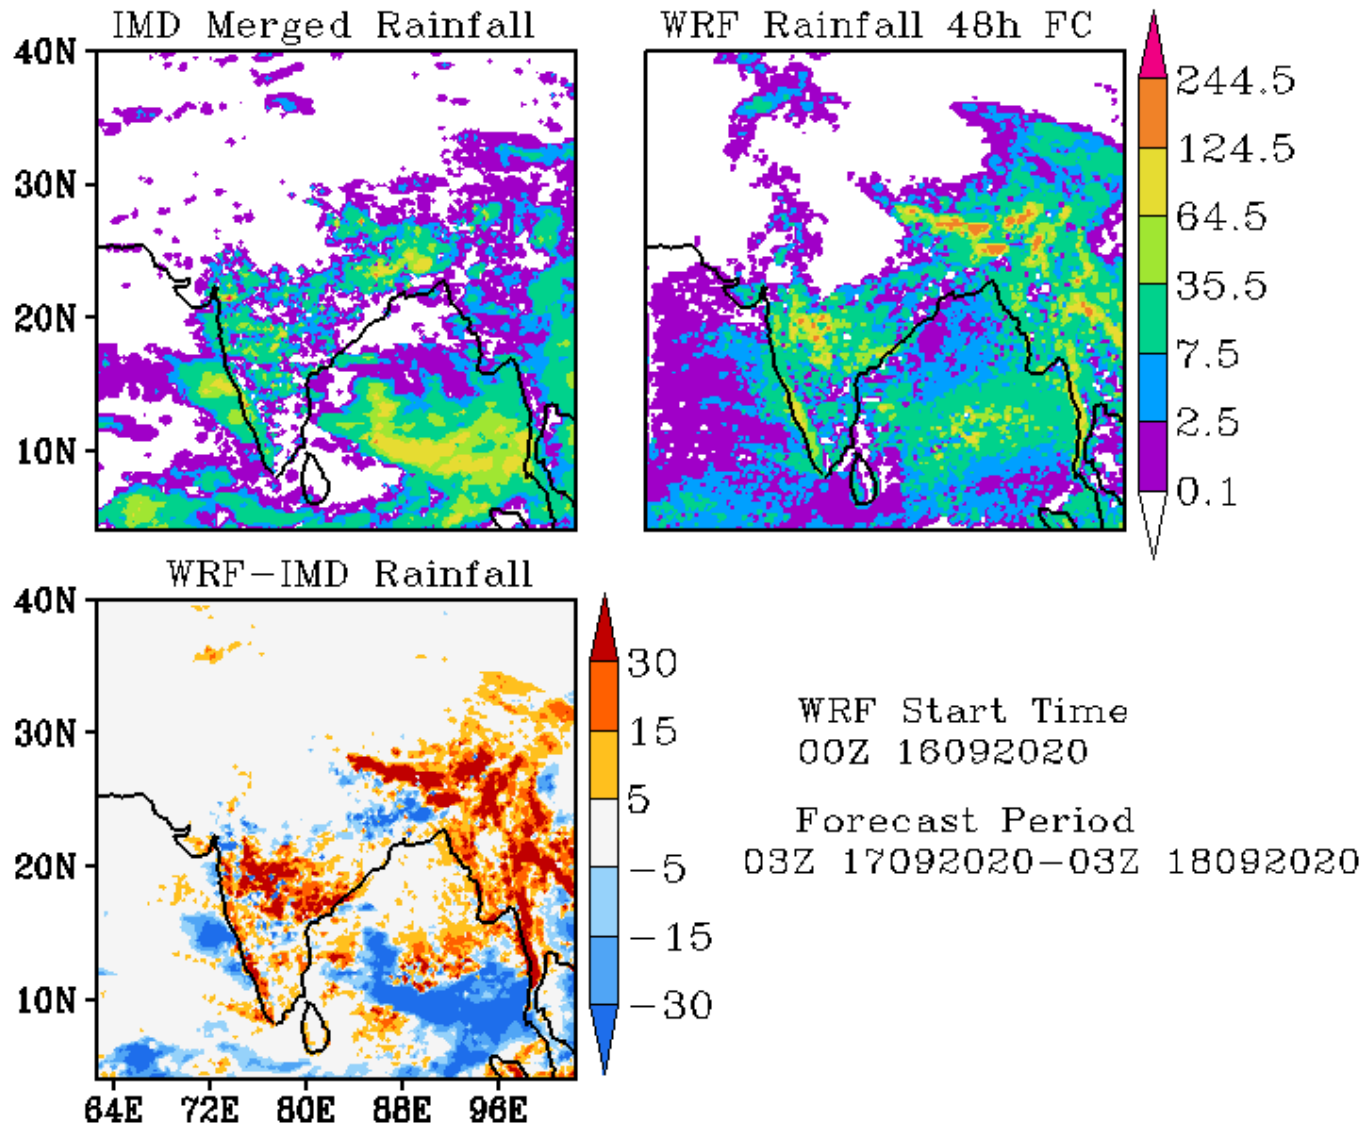 IMD Merged Rainfall
WRF Rainfall 48h FC
40N
30N
20N
10N
244.5
124.5
64.5
35.5
7.5
2.5
0.1
WRF-IMD Rainfall
40N
30N
20N
10N
64E 72E 80E 88E 96E
30
15
5
-5
-15
-30
WRF Start Time
00Z 16092020
Forecast Period
03Z 17092020-03Z 18092020